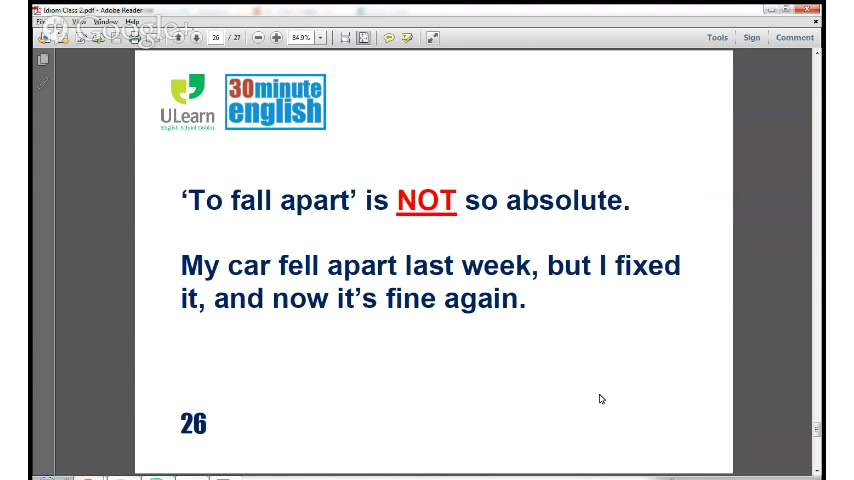 Idiom Class 2.pdf - Adobe Reader
File View Window Help
Google+
26 / 27
84.9%
Tools Sign Comment
ULearn
English School Dublin
30minute
english
‘To fall apart’ is NOT so absolute.
My car fell apart last week, but I fixed
it, and now it’s fine again.
26